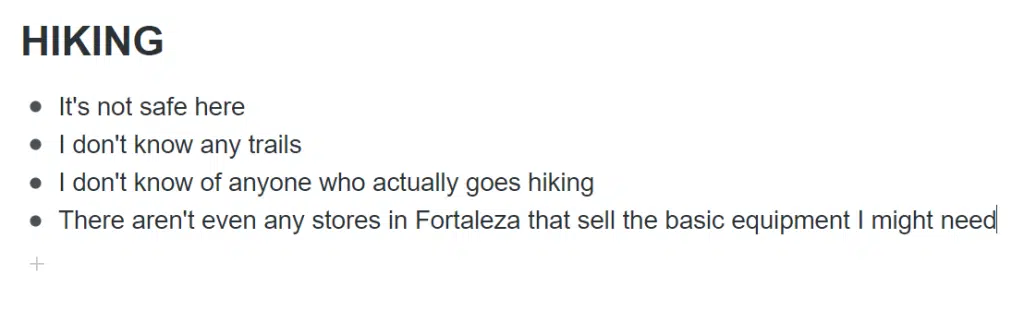 HIKING
It's not safe here
I don't know any trails
I don't know of anyone who actually goes hiking
There aren't even any stores in Fortaleza that sell the basic equipment I might need